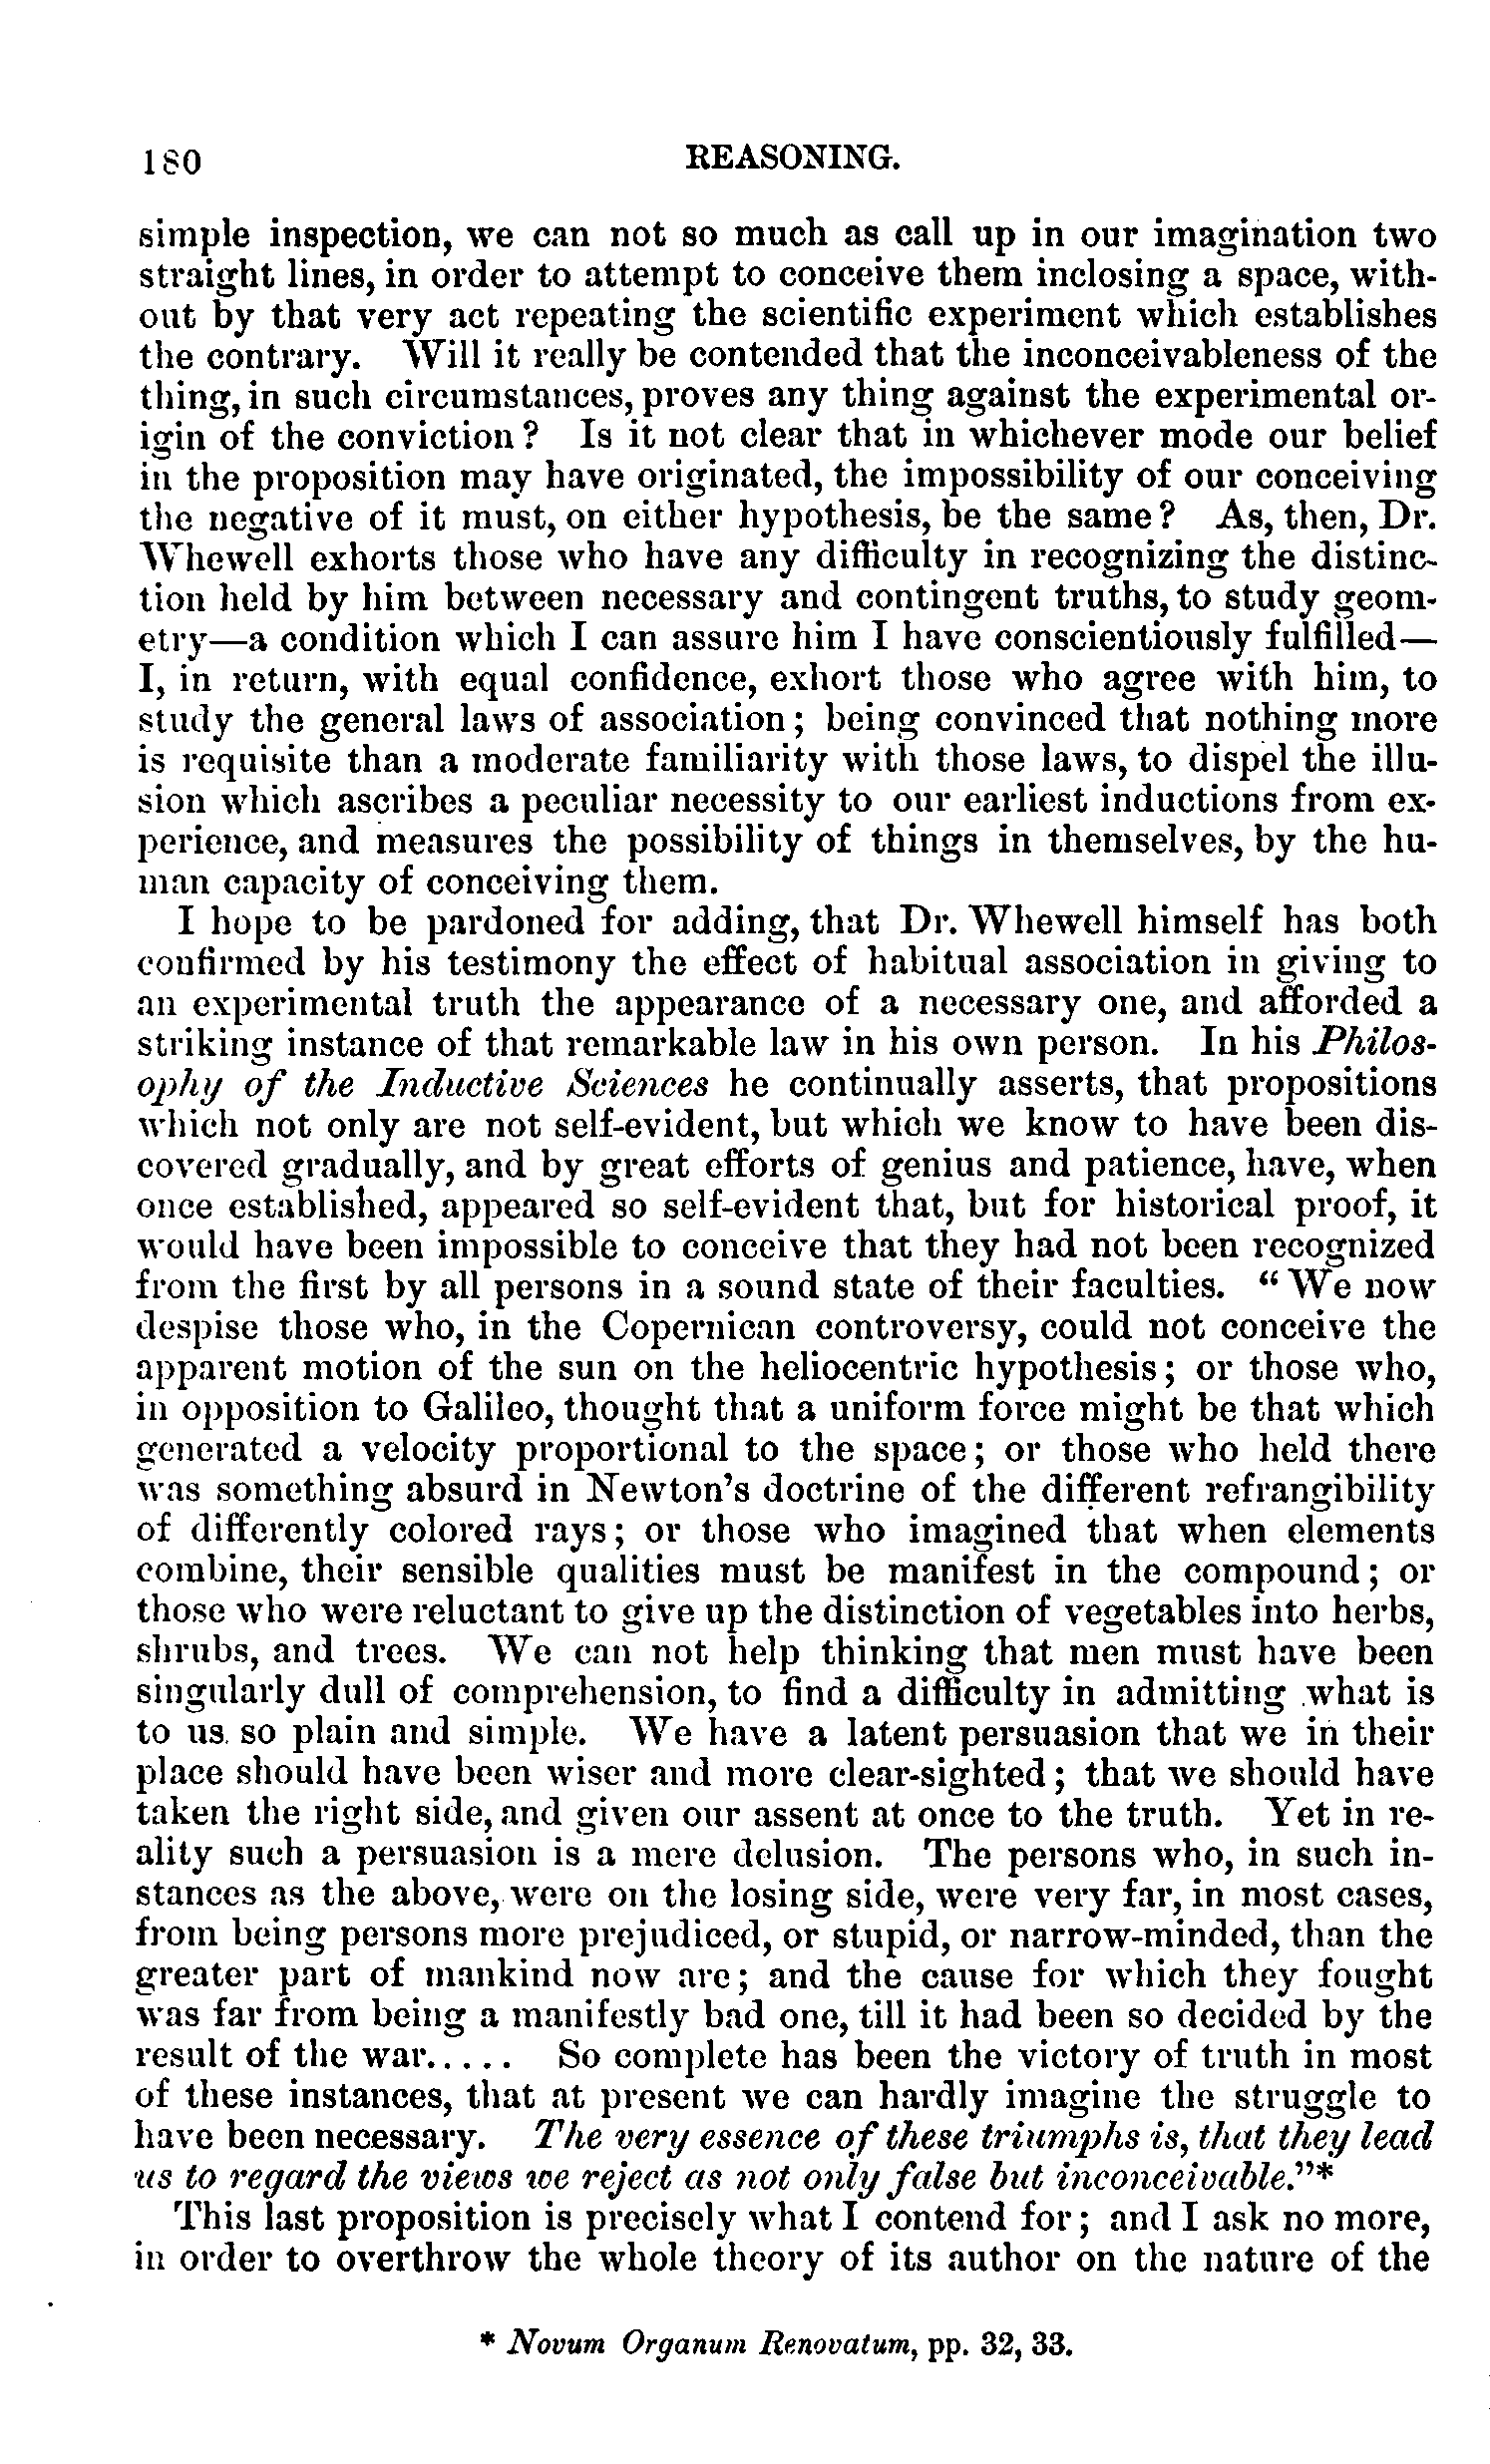 180 REASONING.
simple inspection, we can not so much as call up in our imagination two
straight lines, in order to attempt to conceive them inclosing a space, with-
out by that very act repeating the scientific experiment which establishes
the contrary. Will it really be contended that the inconceivableness of the
thing, in such circumstances, proves any thing against the experimental or-
igin of the conviction? Is it not clear that in whichever mode our belief
in the proposition may have originated, the impossibility of our conceiving
the negative of it must, on either hypothesis, be the same? As, then, Dr.
Whewell exhorts those who have any difficulty in recognizing the distinc-
tion held by him between necessary and contingent truths, to study geom-
etry—a condition which I can assure him I have conscientiously fulfilled—
I, in return, with equal confidence, exhort those who agree with him, to
study the general laws of association; being convinced that nothing more
is requisite than a moderate familiarity with those laws, to dispel the illu-
sion which ascribes a peculiar necessity to our earliest inductions from ex-
perience, and measures the possibility of things in themselves, by the hu-
man capacity of conceiving them.
I hope to be pardoned for adding, that Dr. Whewell himself has both
confirmed by his testimony the effect of habitual association in giving to
an experimental truth the appearance of a necessary one, and afforded a
striking instance of that remarkable law in his own person. In his Philos-
ophy of the Inductive Sciences he continually asserts, that propositions
which not only are not self-evident, but which we know to have been dis-
covered gradually, and by great efforts of genius and patience, have, when
once established, appeared so self-evident that, but for historical proof, it
would have been impossible to conceive that they had not been recognized
from the first by all persons in a sound state of their faculties. "We now
despise those who, in the Copernican controversy, could not conceive the
apparent motion of the sun on the heliocentric hypothesis; or those who,
in opposition to Galileo, thought that a uniform force might be that which
generated a velocity proportional to the space; or those who held there
was something absurd in Newton's doctrine of the different refrangibility
of differently colored rays; or those who imagined that when elements
combine, their sensible qualities must be manifest in the compound; or
those who were reluctant to give up the distinction of vegetables into herbs,
shrubs, and trees. We can not help thinking that men must have been
singularly dull of comprehension, to find a difficulty in admitting what is
to us so plain and simple. We have a latent persuasion that we in their
place should have been wiser and more clear-sighted; that we should have
taken the right side, and given our assent at once to the truth. Yet in re-
ality such a persuasion is a mere delusion. The persons who, in such in-
stances as the above, were on the losing side, were very far, in most cases,
from being persons more prejudiced, or stupid, or narrow-minded, than the
greater part of mankind now are; and the cause for which they fought
was far from being a manifestly bad one, till it had been so decided by the
result of the war..... So complete has been the victory of truth in most
of these instances, that at present we can hardly imagine the struggle to
have been necessary. The very essence of these triumphs is, that they lead
us to regard the views we reject as not only false but inconceivable."*
This last proposition is precisely what I contend for; and I ask no more,
in order to overthrow the whole theory of its author on the nature of the
* Novum Organum Renovatum, pp. 32, 33.